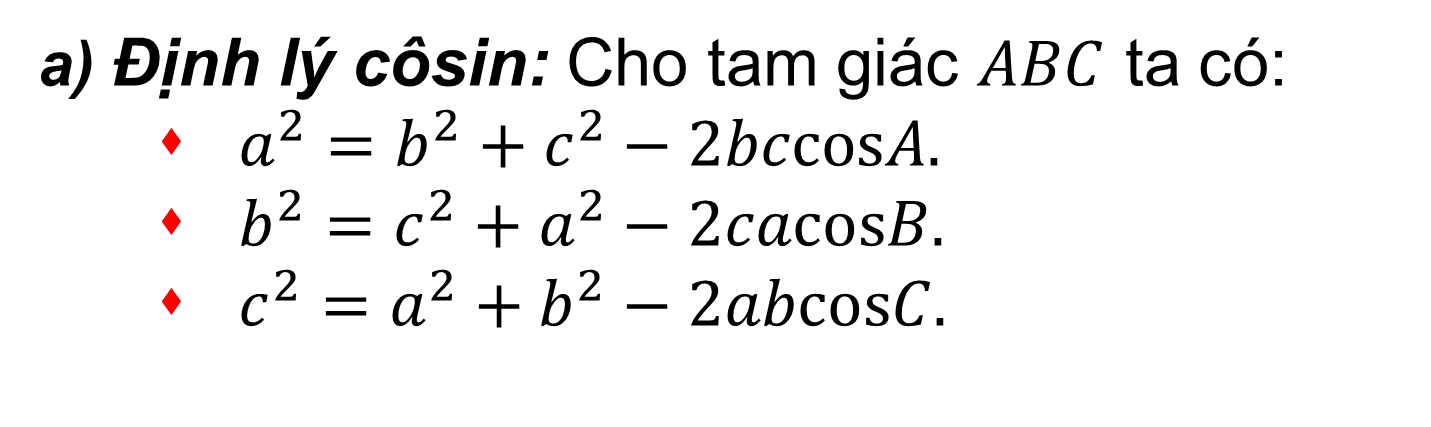 a) Định lý côsin: Cho tam giác ABC ta có:
♦ a² = b² + c² − 2bccosA.
♦ b² = c² + a² − 2cacosB.
♦ c² = a² + b² − 2abcosC.